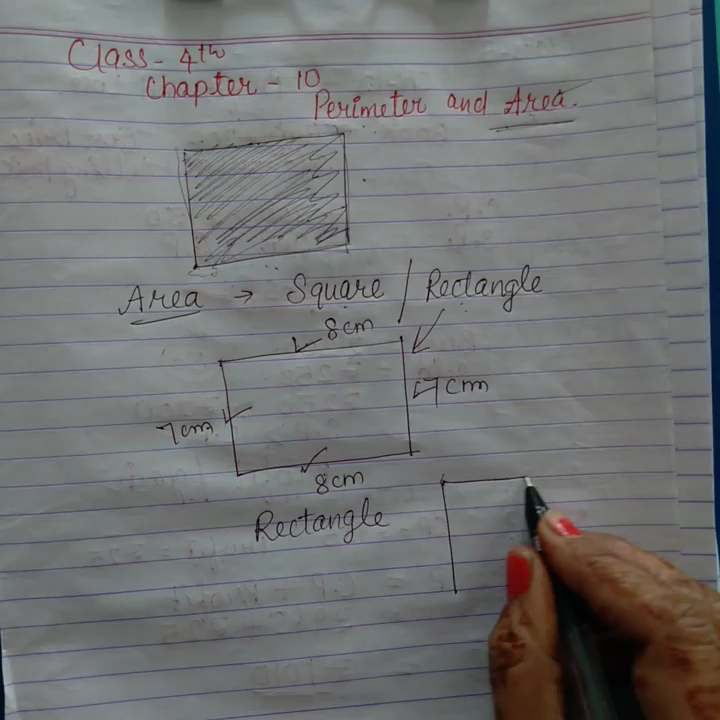 Class - 4th
Chapter - 10
Perimeter and Area.
Area → Square / Rectangle
8cm
7cm
7cm
8cm
Rectangle